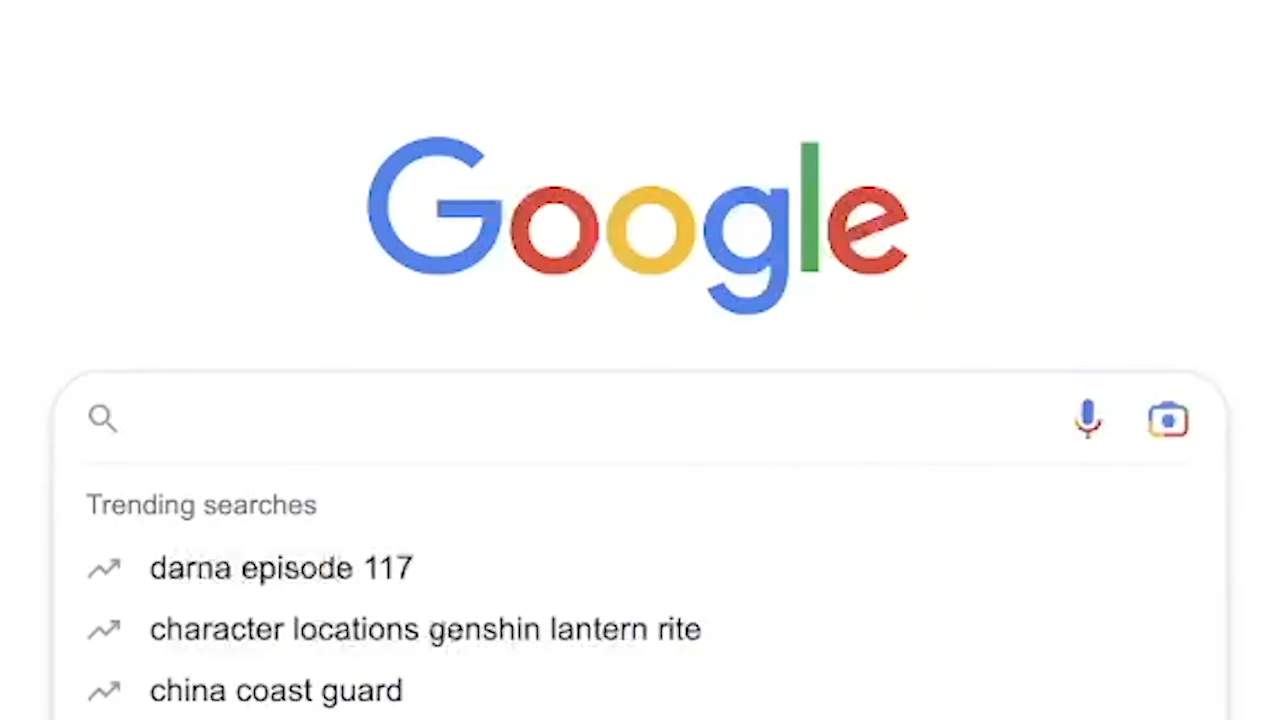 Google
Trending searches
darna episode 117
character locations genshin lantern rite
china coast guard